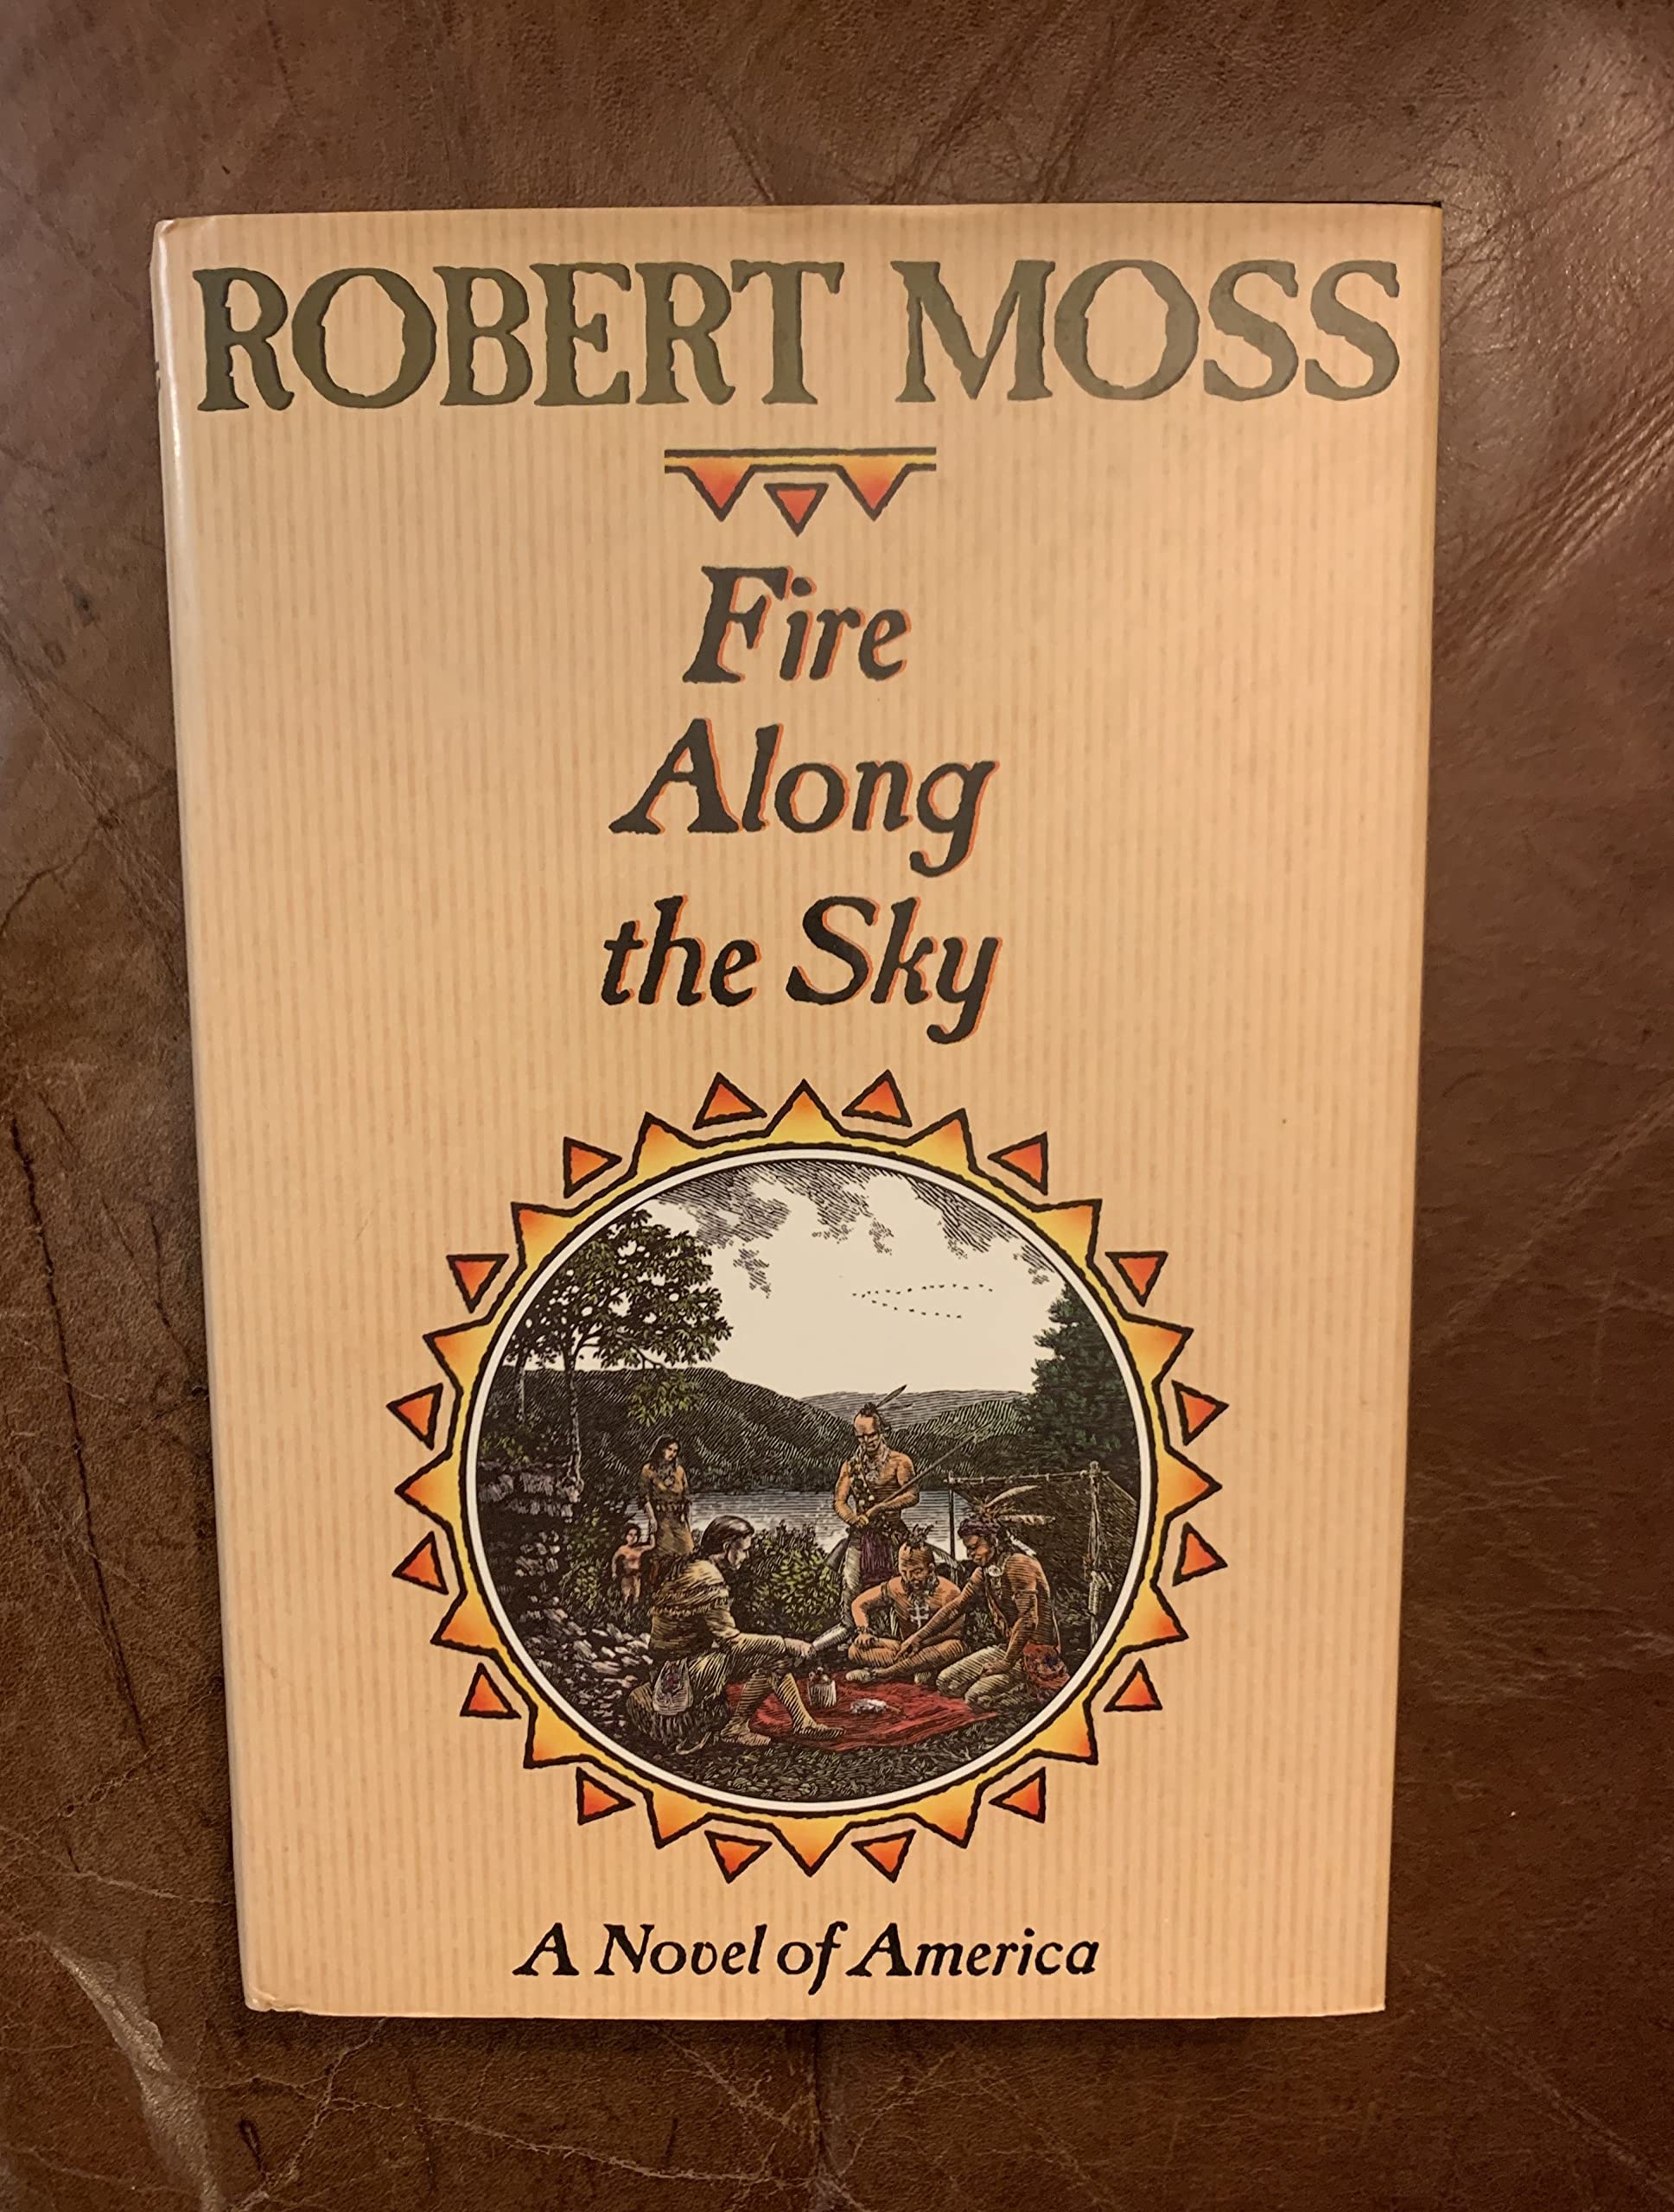 ROBERT MOSS
Fire
Along
the Sky
A Novel of America